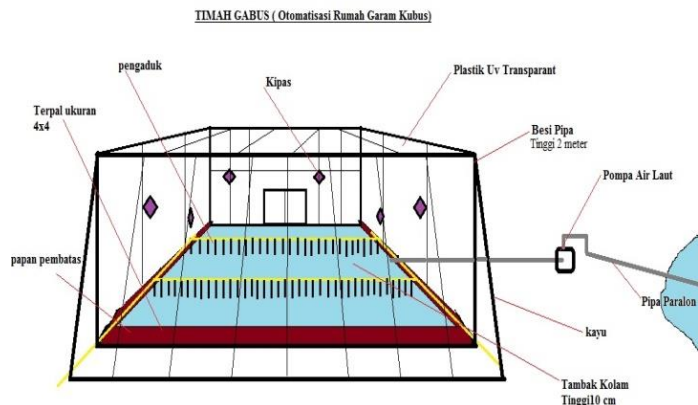 TIMAH GABUS ( Otomatisasi Rumah Garam Kubus)
pengaduk
Kipas
Plastik Uv Transparant
Terpal ukuran
4x4
Besi Pipa
Tinggi 2 meter
Pompa Air Laut
papan pembatas
Pipa Paralon
kayu
Tambak Kolam
Tinggi10 cm